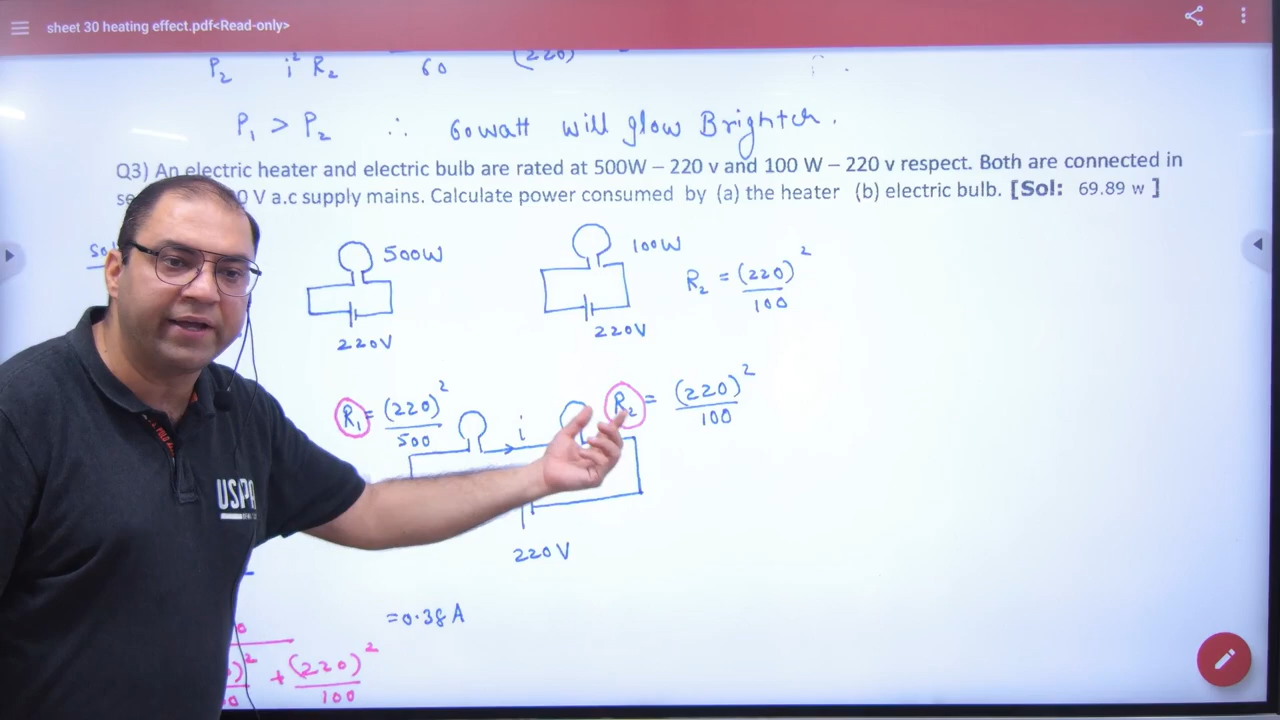 sheet 30 heating effect.pdf<Read-only>
P₂ i² R₂ 60 (220)
P₁ > P₂ ∴ 60 watt will glow Brighter.
Q3) An electric heater and electric bulb are rated at 500W – 220 v and 100 W – 220 v respect. Both are connected in
0 V a.c supply mains. Calculate power consumed by (a) the heater (b) electric bulb. [Sol: 69.89 w ]
Sol
500W
220V
100W
220V
R₂ = (220)² / 100
R₁ = (220)² / 500
i
R₂ = (220)² / 100
220V
= 0.38 A
+ (220)² / 100
USPA